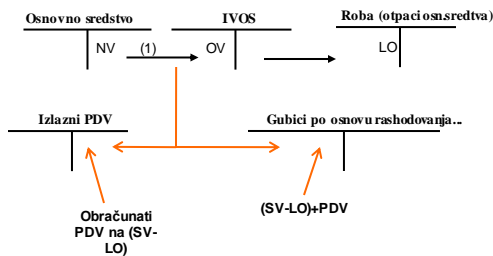 Osnovno sredstvo
IVOS
Roba (otpaci osn.sredtva)
NV
(1)
OV
LO
Izlazni PDV
Gubici po osnovu rashodovanja...
Obračunati
PDV na (SV-
LO)
(SV-LO)+PDV